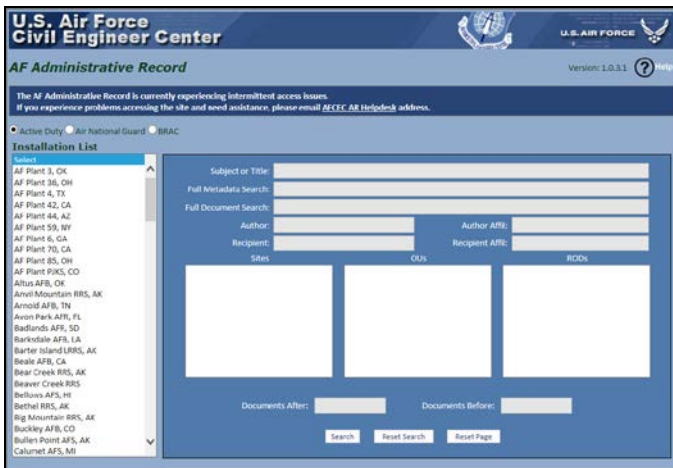 U.S. Air Force
Civil Engineer Center
U.S. AIR FORCE
AF Administrative Record
Version: 1.0.3.1 ? Help
The AF Administrative Record is currently experiencing intermittent access issues.
If you experience problems accessing the site and need assistance, please email AFCEC AR Helpdesk address.
Active Duty Air National Guard BRAC
Installation List
Select
AF Plant 3, OK
AF Plant 36, OH
AF Plant 4, TX
AF Plant 42, CA
AF Plant 44, AZ
AF Plant 59, NY
AF Plant 6, GA
AF Plant 70, CA
AF Plant 85, OH
AF Plant PJKS, CO
Altus AFB, OK
Anvil Mountain RRS, AK
Arnold AFB, TN
Avon Park AFR, FL
Badlands AFR, SD
Barksdale AFB, LA
Barter Island LRRS, AK
Beale AFB, CA
Bear Creek RRS, AK
Beaver Creek RRS
Bellows AFS, HI
Bethel RRS, AK
Big Mountain RRS, AK
Buckley AFB, CO
Bullen Point AFS, AK
Calumet AFS, MI
Subject or Title:
Full Metadata Search:
Full Document Search:
Author: Author Affil:
Recipient: Recipient Affil:
Sites OUs RODs
Documents After: Documents Before:
Search Reset Search Reset Page